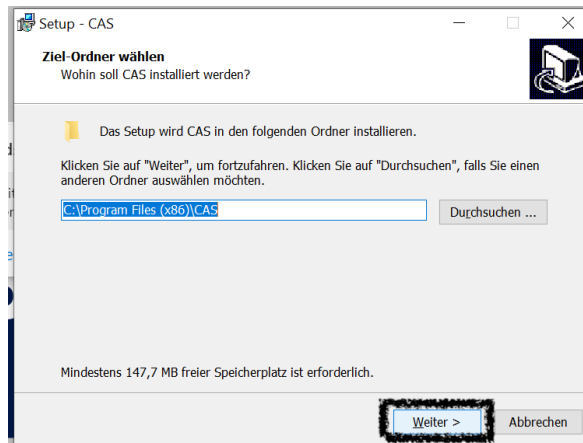 Setup - CAS
Ziel-Ordner wählen
Wohin soll CAS installiert werden?
Das Setup wird CAS in den folgenden Ordner installieren.
Klicken Sie auf "Weiter", um fortzufahren. Klicken Sie auf "Durchsuchen", falls Sie einen
anderen Ordner auswählen möchten.
C:\Program Files (x86)\CAS
Durchsuchen ...
Mindestens 147,7 MB freier Speicherplatz ist erforderlich.
Weiter >
Abbrechen